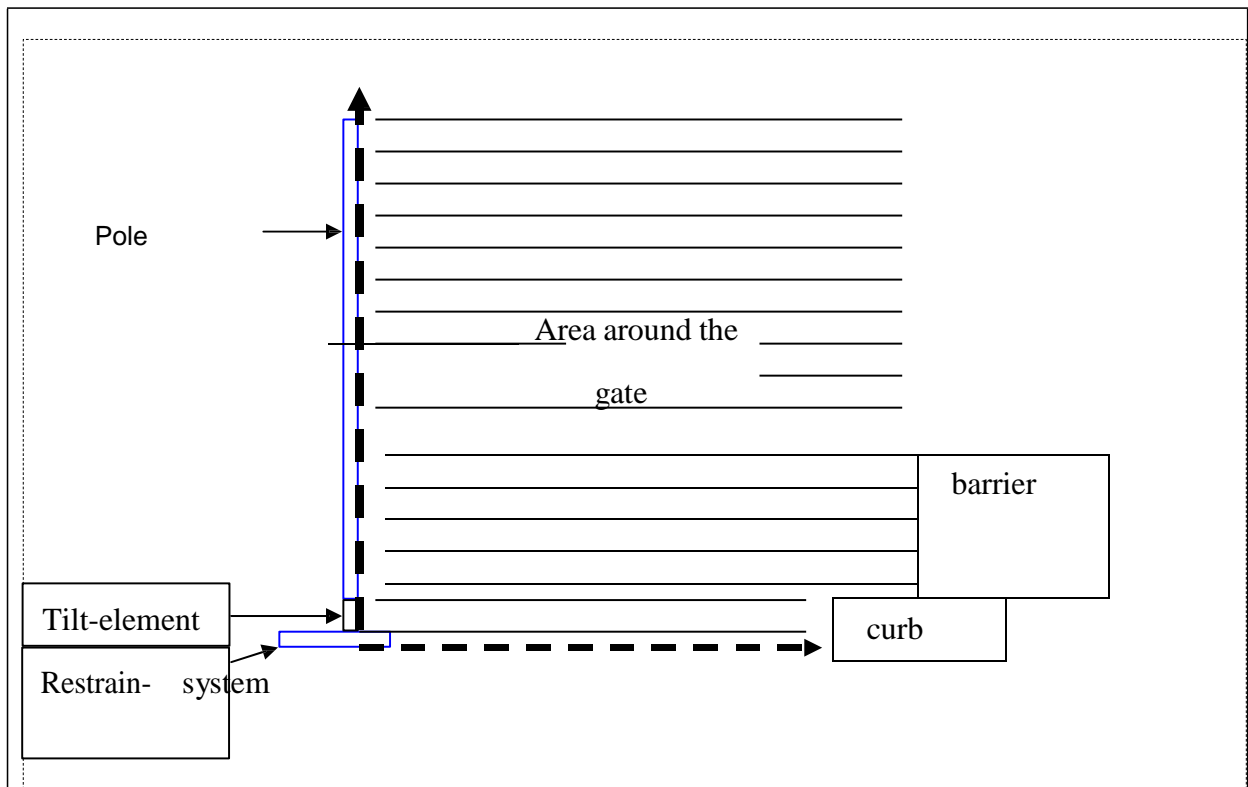 Pole
Area around the
gate
barrier
Tilt-element
curb
Restrain- system